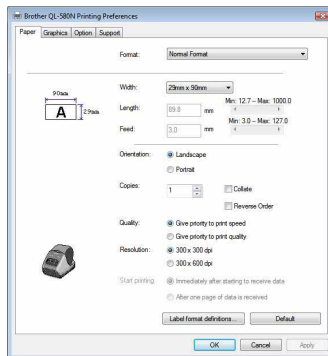 Brother QL-580N Printing Preferences
Paper Graphics Option Support
Format: Normal Format
Width: 29mm x 90mm
90mm
A
29mm
Length: 89.8 mm Min: 12.7 – Max: 1000.0
Feed: 3.0 mm Min: 3.0 – Max: 127.0
Orientation: Landscape
Portrait
Copies: 1 Collate
Reverse Order
Quality: Give priority to print speed
Give priority to print quality
Resolution: 300 x 300 dpi
300 x 600 dpi
Start printing: Immediately after starting to receive data
After one page of data is received
Label format definitions... Default
OK Cancel Apply